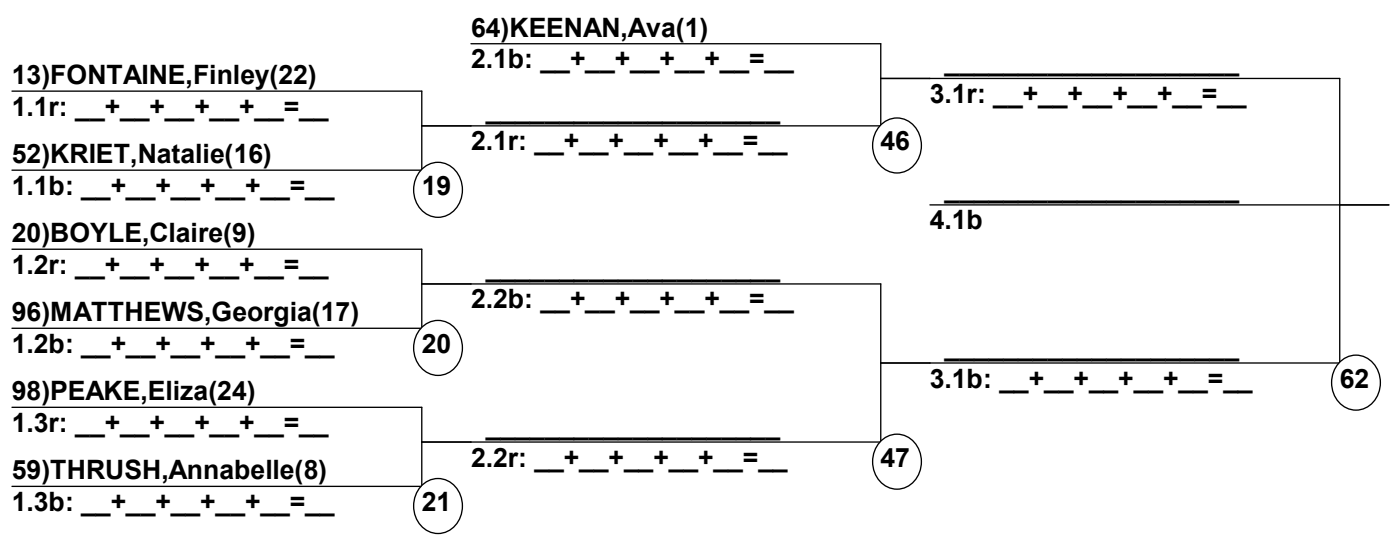 13)FONTAINE,Finley(22)
1.1r: __+__+__+__+__=__
52)KRIET,Natalie(16)
1.1b: __+__+__+__+__=__
19
20)BOYLE,Claire(9)
1.2r: __+__+__+__+__=__
96)MATTHEWS,Georgia(17)
1.2b: __+__+__+__+__=__
20
98)PEAKE,Eliza(24)
1.3r: __+__+__+__+__=__
59)THRUSH,Annabelle(8)
1.3b: __+__+__+__+__=__
21
64)KEENAN,Ava(1)
2.1b: __+__+__+__+__=__
2.1r: __+__+__+__+__=__
46
2.2b: __+__+__+__+__=__
2.2r: __+__+__+__+__=__
47
3.1r: __+__+__+__+__=__
4.1b
3.1b: __+__+__+__+__=__
62